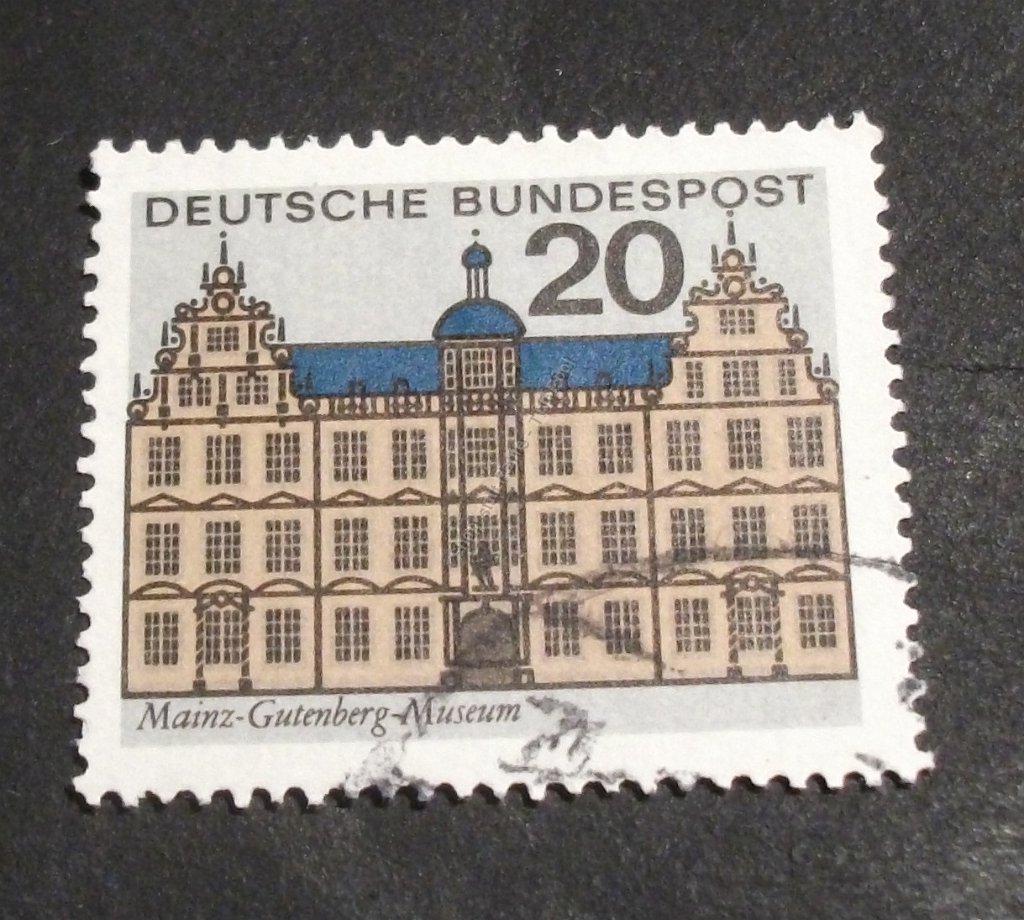 DEUTSCHE BUNDESPOST
20
Mainz-Gutenberg-Museum